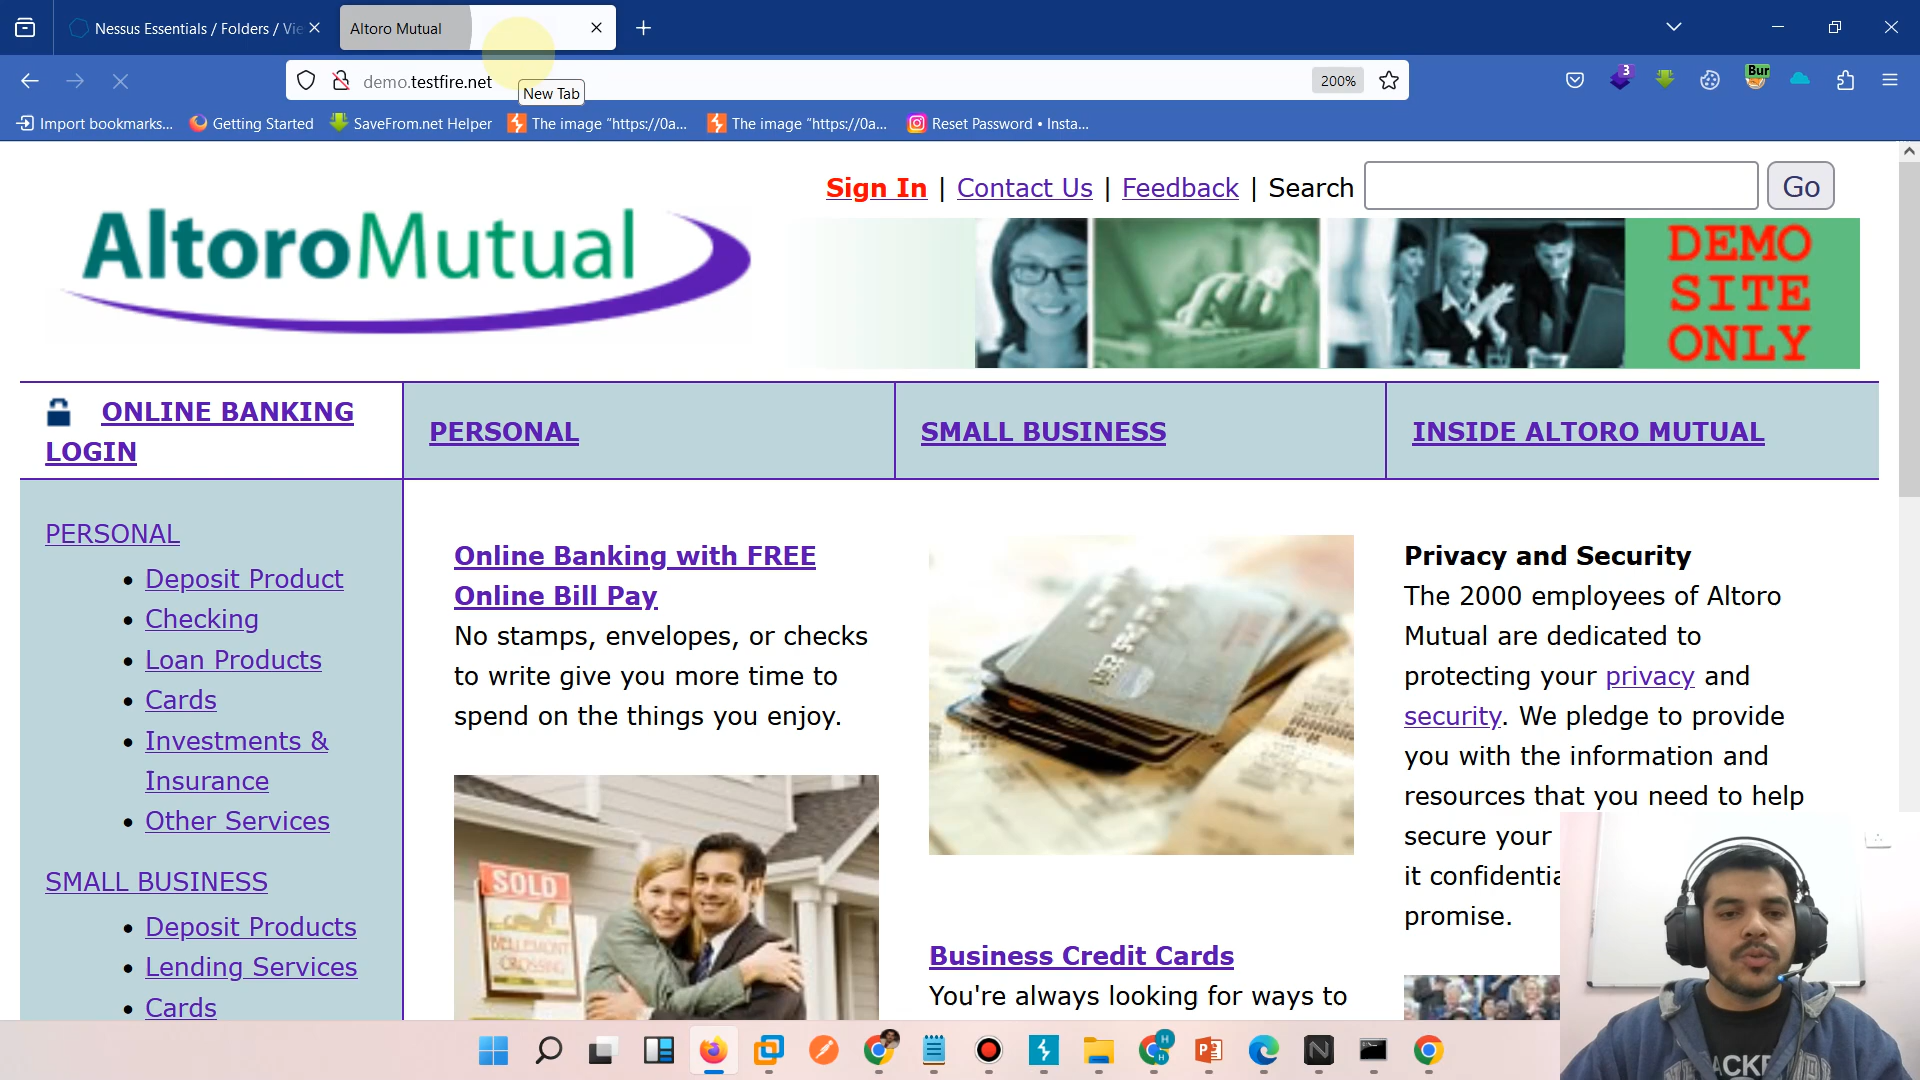 Nessus Essentials / Folders / Vie
Altoro Mutual
demo.testfire.net
200%
3
Bur
New Tab
Import bookmarks...
Getting Started
SaveFrom.net Helper
The image “https://0a...
The image “https://0a...
Reset Password • Insta...
Sign In | Contact Us | Feedback | Search
Go
AltoroMutual
DEMO
SITE
ONLY
ONLINE BANKING
LOGIN
PERSONAL
SMALL BUSINESS
INSIDE ALTORO MUTUAL
PERSONAL
Deposit Product
Checking
Loan Products
Cards
Investments &
Insurance
Other Services
SMALL BUSINESS
Deposit Products
Lending Services
Cards
Online Banking with FREE
Online Bill Pay
No stamps, envelopes, or checks
to write give you more time to
spend on the things you enjoy.
SOLD
BELLEMONT
CROSSING
Business Credit Cards
You're always looking for ways to
Privacy and Security
The 2000 employees of Altoro
Mutual are dedicated to
protecting your privacy and
security. We pledge to provide
you with the information and
resources that you need to help
secure your
it confidentia
promise.